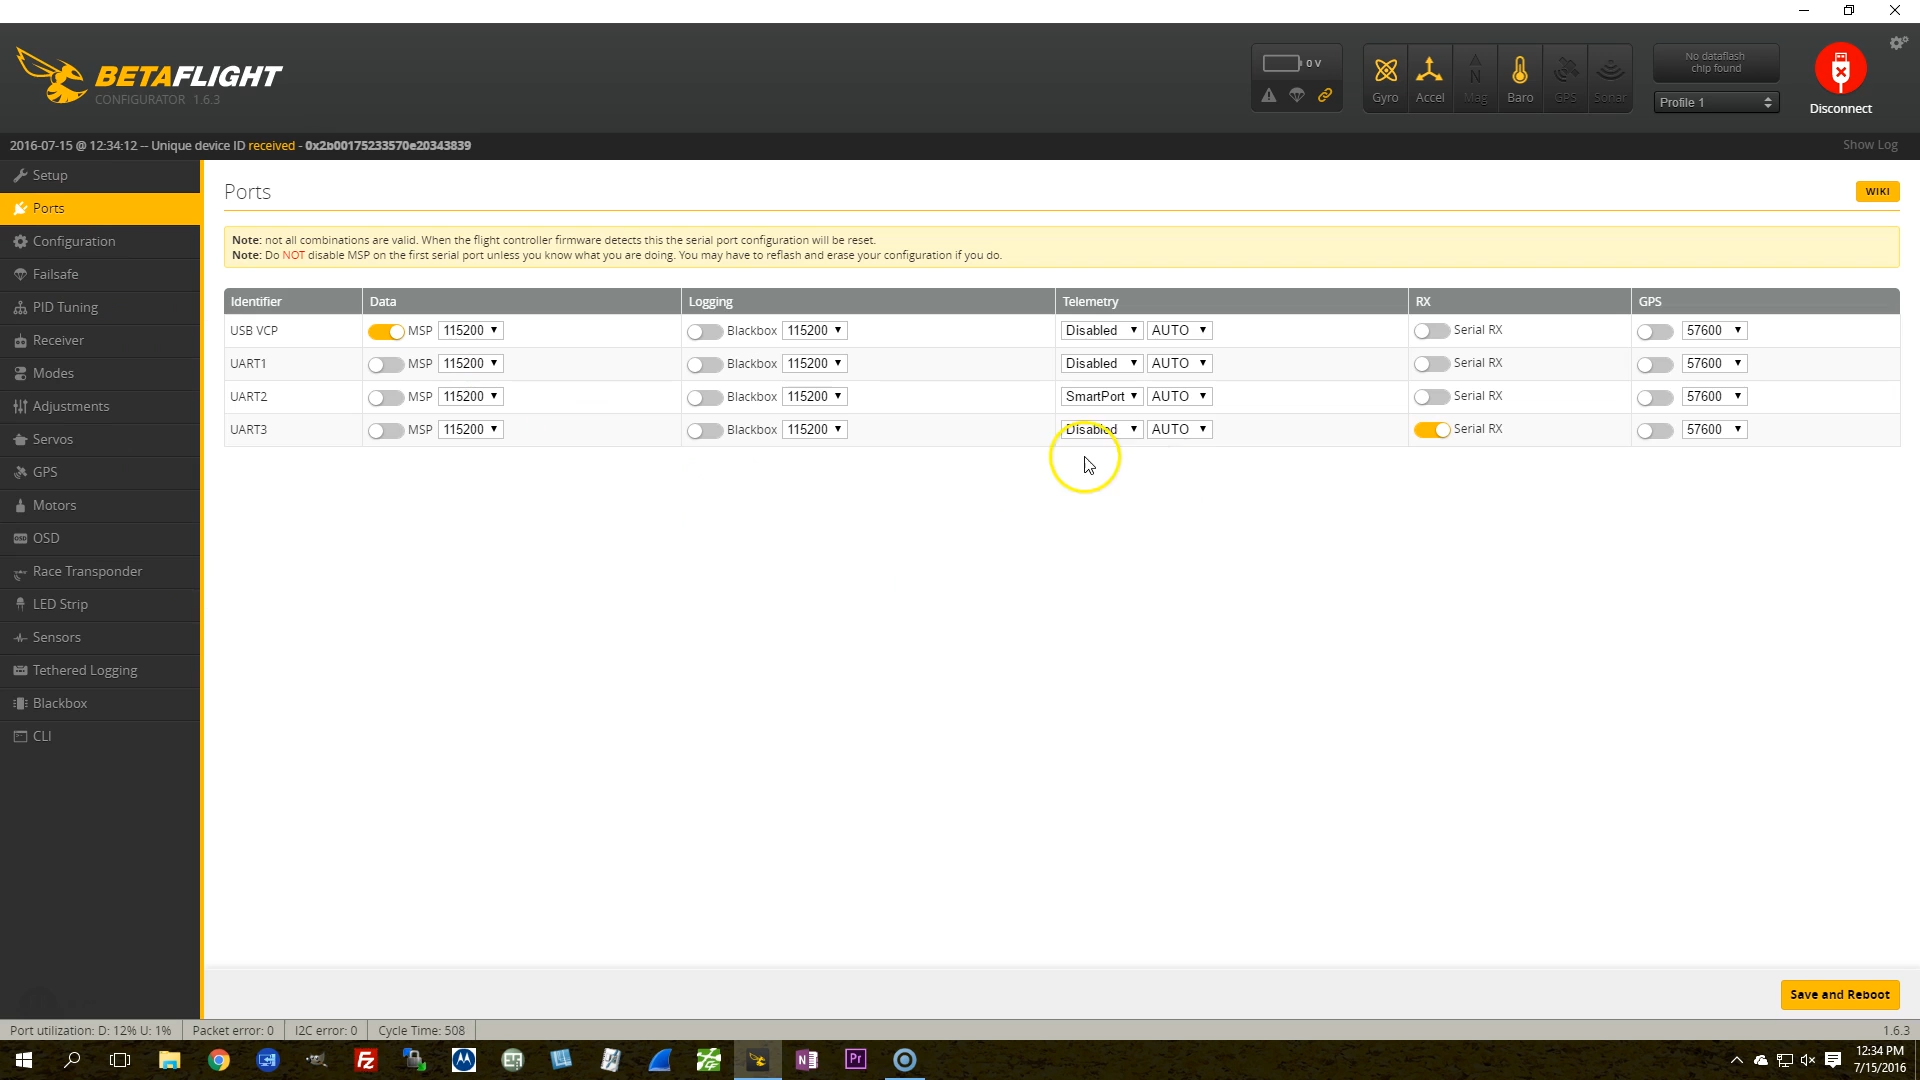 BETAFLIGHT
CONFIGURATOR 1.6.3
0 V
Gyro
Accel
Mag
Baro
GPS
Sonar
No dataflash
chip found
Profile 1
Disconnect
2016-07-15 @ 12:34:12 -- Unique device ID received - 0x2b00175233570e20343839
Show Log
Setup
Ports
Configuration
Failsafe
PID Tuning
Receiver
Modes
Adjustments
Servos
GPS
Motors
OSD
Race Transponder
LED Strip
Sensors
Tethered Logging
Blackbox
CLI
Ports
WIKI
Note: not all combinations are valid. When the flight controller firmware detects this the serial port configuration will be reset.
Note: Do NOT disable MSP on the first serial port unless you know what you are doing. You may have to reflash and erase your configuration if you do.
Identifier Data Logging Telemetry RX GPS
USB VCP MSP 115200 Blackbox 115200 Disabled AUTO Serial RX 57600
UART1 MSP 115200 Blackbox 115200 Disabled AUTO Serial RX 57600
UART2 MSP 115200 Blackbox 115200 SmartPort AUTO Serial RX 57600
UART3 MSP 115200 Blackbox 115200 Disabled AUTO Serial RX 57600
Save and Reboot
Port utilization: D: 12% U: 1% Packet error: 0 I2C error: 0 Cycle Time: 508 1.6.3
12:34 PM
7/15/2016